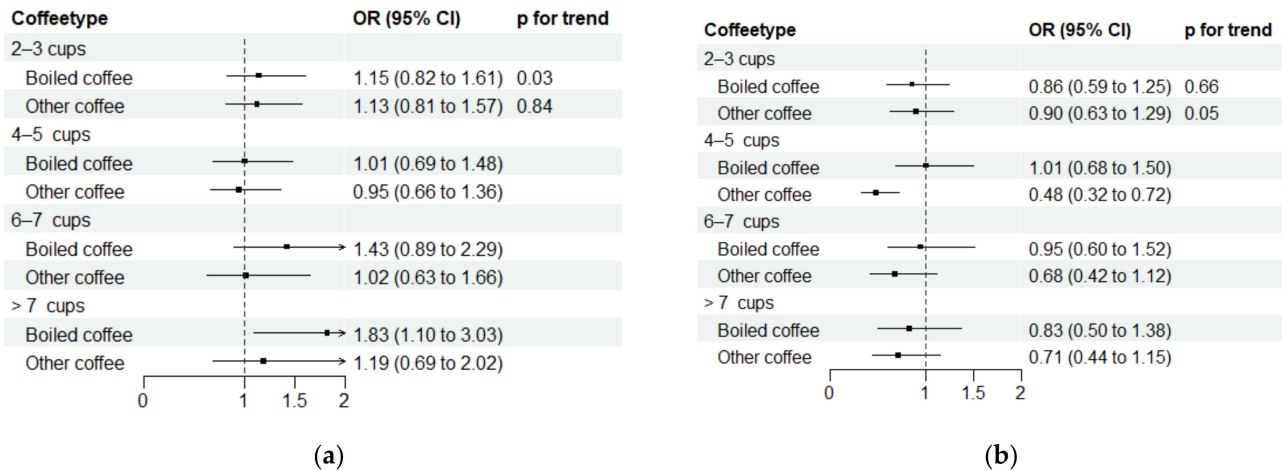 Coffeetype OR (95% CI) p for trend
2–3 cups
Boiled coffee 1.15 (0.82 to 1.61) 0.03
Other coffee 1.13 (0.81 to 1.57) 0.84
4–5 cups
Boiled coffee 1.01 (0.69 to 1.48)
Other coffee 0.95 (0.66 to 1.36)
6–7 cups
Boiled coffee 1.43 (0.89 to 2.29)
Other coffee 1.02 (0.63 to 1.66)
> 7 cups
Boiled coffee 1.83 (1.10 to 3.03)
Other coffee 1.19 (0.69 to 2.02)
0 1 1.5 2
(a)
Coffeetype OR (95% CI) p for trend
2–3 cups
Boiled coffee 0.86 (0.59 to 1.25) 0.66
Other coffee 0.90 (0.63 to 1.29) 0.05
4–5 cups
Boiled coffee 1.01 (0.68 to 1.50)
Other coffee 0.48 (0.32 to 0.72)
6–7 cups
Boiled coffee 0.95 (0.60 to 1.52)
Other coffee 0.68 (0.42 to 1.12)
> 7 cups
Boiled coffee 0.83 (0.50 to 1.38)
Other coffee 0.71 (0.44 to 1.15)
0 1 1.5 2
(b)